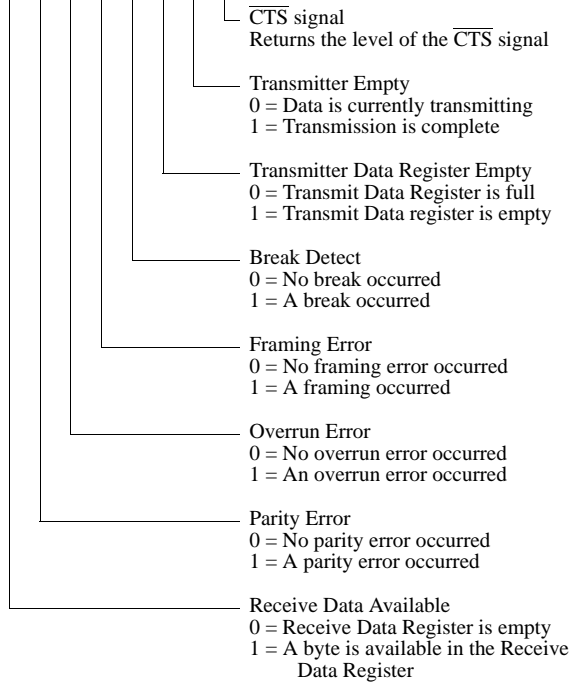 C̅T̅S̅ signal
Returns the level of the C̅T̅S̅ signal
Transmitter Empty
0 = Data is currently transmitting
1 = Transmission is complete
Transmitter Data Register Empty
0 = Transmit Data Register is full
1 = Transmit Data register is empty
Break Detect
0 = No break occurred
1 = A break occurred
Framing Error
0 = No framing error occurred
1 = A framing occurred
Overrun Error
0 = No overrun error occurred
1 = An overrun error occurred
Parity Error
0 = No parity error occurred
1 = A parity error occurred
Receive Data Available
0 = Receive Data Register is empty
1 = A byte is available in the Receive
Data Register